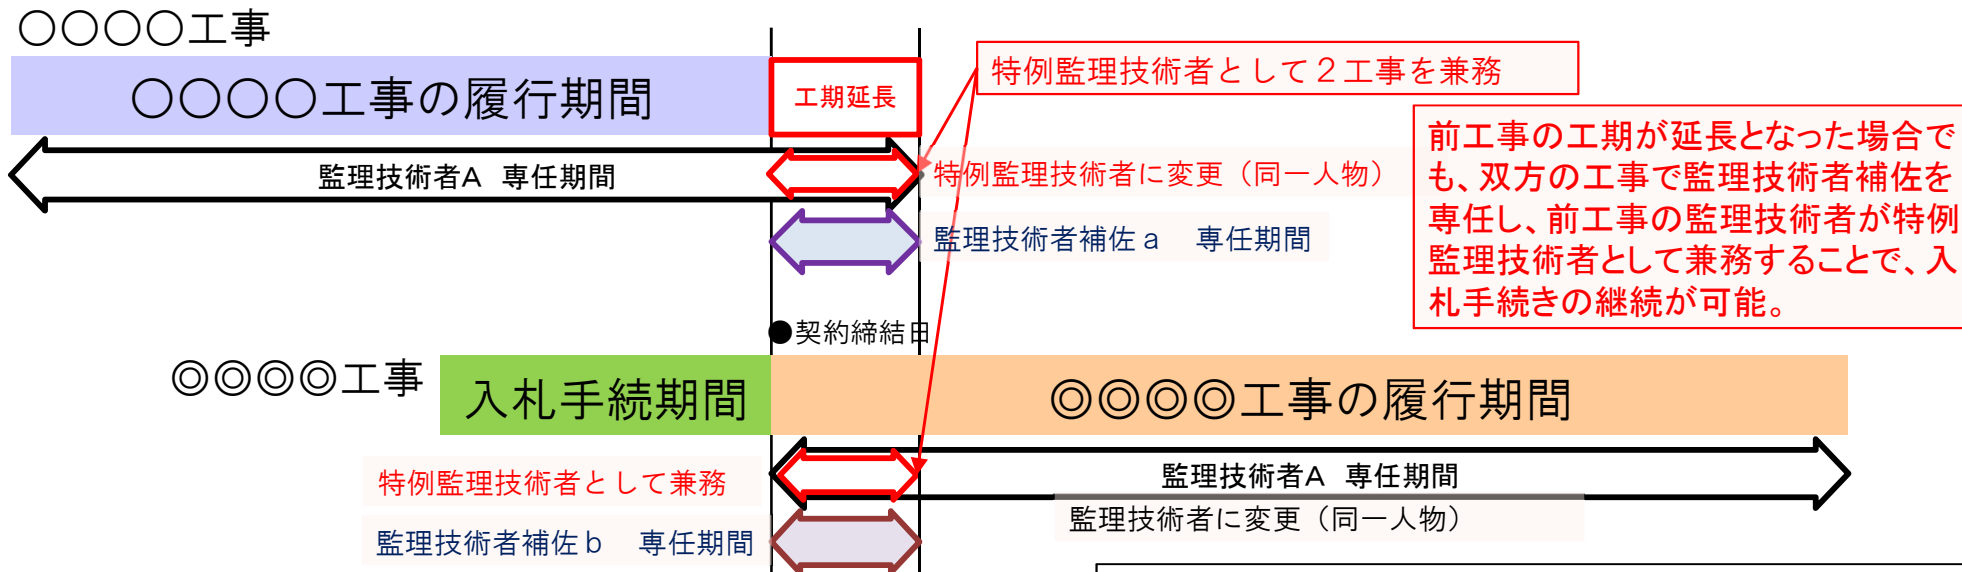 〇〇〇〇工事
〇〇〇〇工事の履行期間
工期延長
特例監理技術者として２工事を兼務
監理技術者A　専任期間
特例監理技術者に変更（同一人物）
前工事の工期が延長となった場合で
も、双方の工事で監理技術者補佐を
専任し、前工事の監理技術者が特例
監理技術者として兼務することで、入
札手続きの継続が可能。
監理技術者補佐ａ　専任期間
●契約締結日
◎◎◎◎工事
入札手続期間
◎◎◎◎工事の履行期間
特例監理技術者として兼務
監理技術者A　専任期間
監理技術者に変更（同一人物）
監理技術者補佐ｂ　専任期間